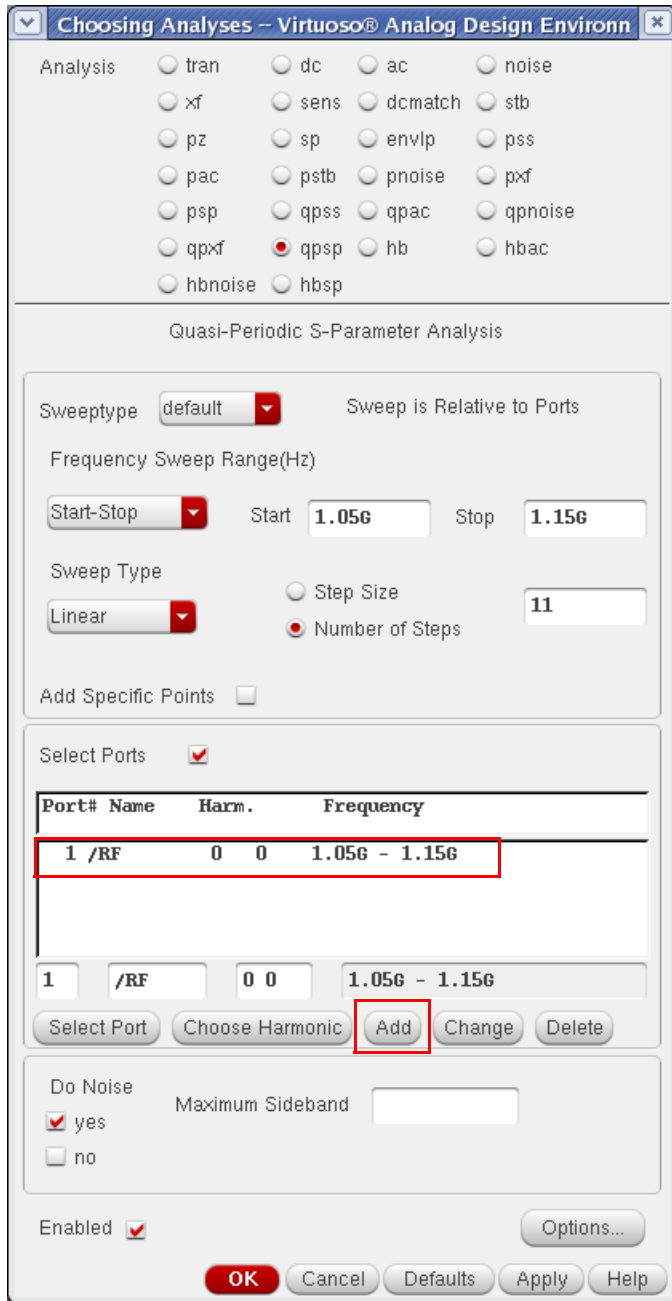 Choosing Analyses -- Virtuoso® Analog Design Environn
Analysis tran dc ac noise
xf sens dcmatch stb
pz sp envlp pss
pac pstb pnoise pxf
psp qpss qpac qpnoise
qpxf qpsp hb hbac
hbnoise hbsp
Quasi-Periodic S-Parameter Analysis
Sweeptype default Sweep is Relative to Ports
Frequency Sweep Range(Hz)
Start-Stop Start 1.05G Stop 1.15G
Sweep Type
Linear
Step Size
Number of Steps
11
Add Specific Points
Select Ports
Port# Name Harm. Frequency
1 /RF 0 0 1.05G - 1.15G
1 /RF 0 0 1.05G - 1.15G
Select Port Choose Harmonic Add Change Delete
Do Noise
yes
no
Maximum Sideband
Enabled Options...
OK Cancel Defaults Apply Help